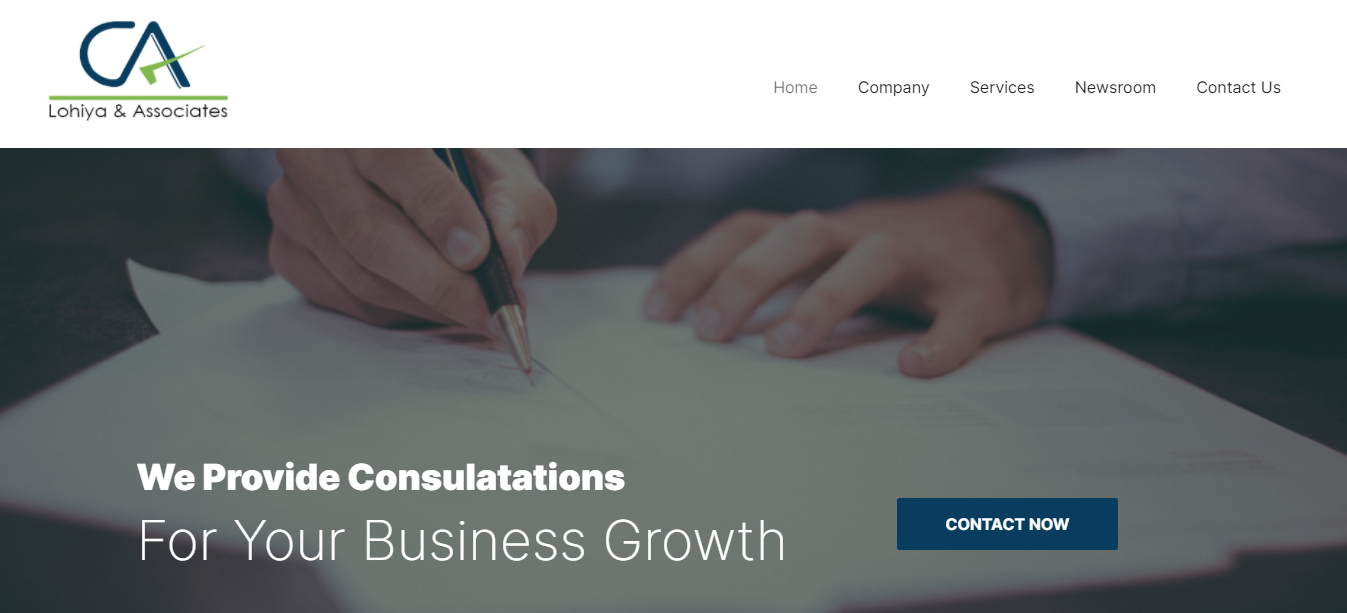 CA
Lohiya & Associates
Home Company Services Newsroom Contact Us
We Provide Consulatations
For Your Business Growth
CONTACT NOW